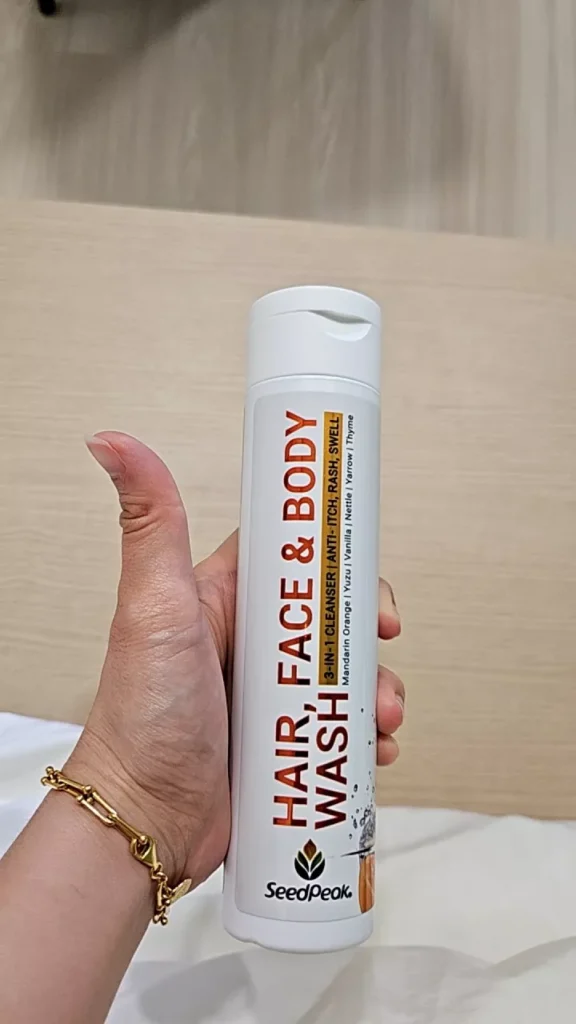 HAIR, FACE & BODY
WASH
3-IN-1 CLEANSER | ANTI- ITCH, RASH, SWELL
Mandarin Orange | Yuzu | Vanilla | Nettle | Yarrow | Thyme
SeedPeak